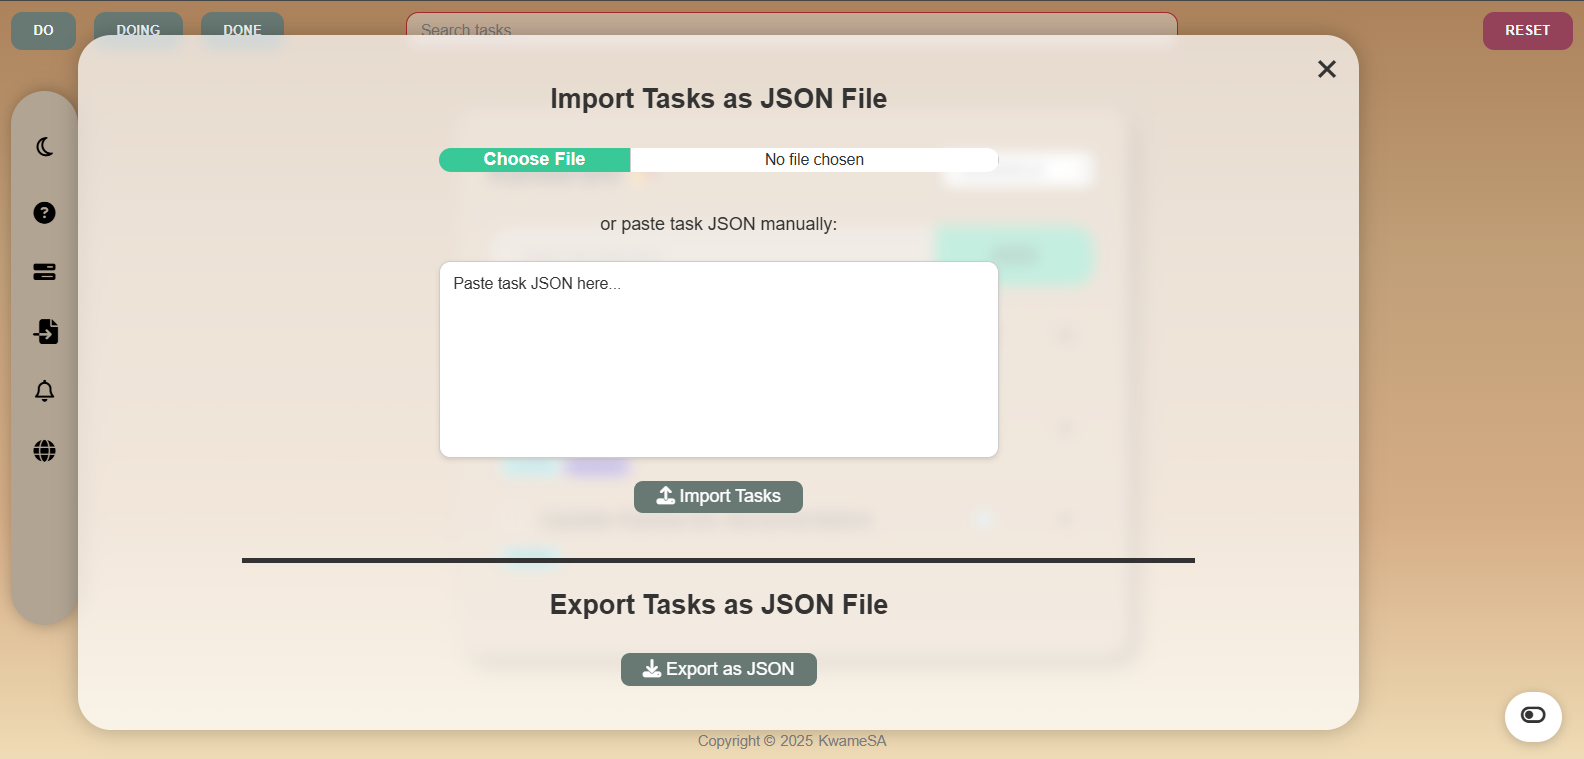 DO
DOING
DONE
Search tasks
RESET
Import Tasks as JSON File
Choose File
No file chosen
or paste task JSON manually:
Paste task JSON here...
Import Tasks
Export Tasks as JSON File
Export as JSON
Copyright © 2025 KwameSA